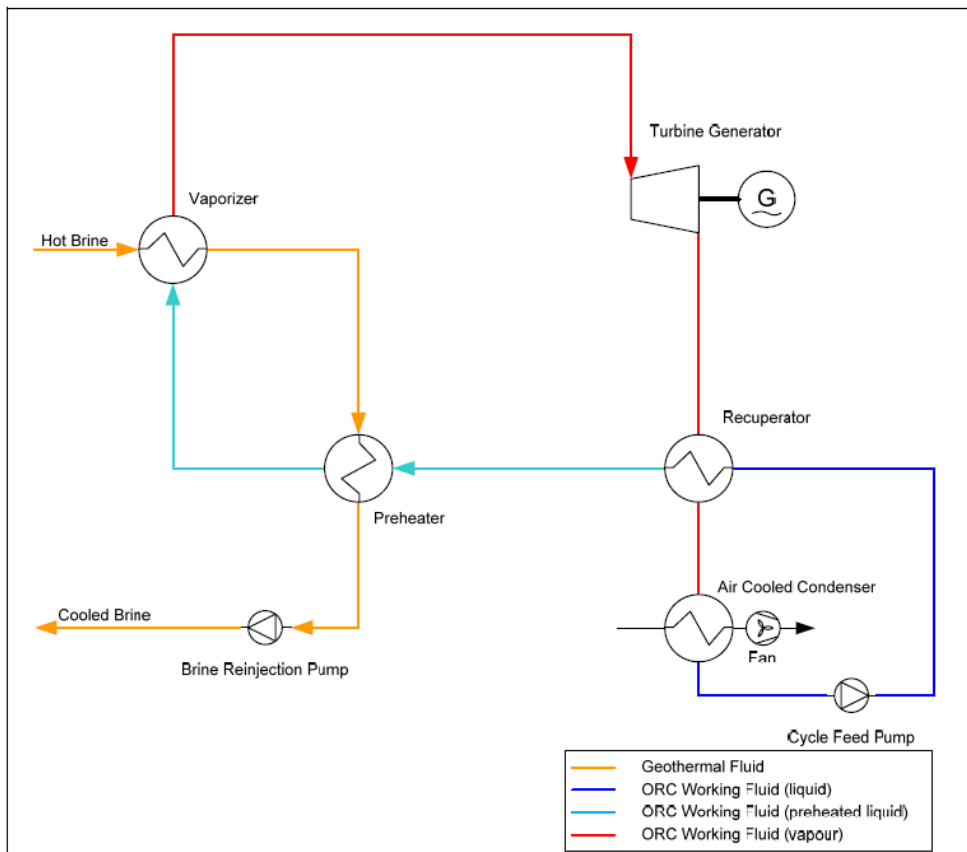 Turbine Generator
Vaporizer
G
Hot Brine
Recuperator
Preheater
Air Cooled Condenser
Cooled Brine
Fan
Brine Reinjection Pump
Cycle Feed Pump
Geothermal Fluid
ORC Working Fluid (liquid)
ORC Working Fluid (preheated liquid)
ORC Working Fluid (vapour)